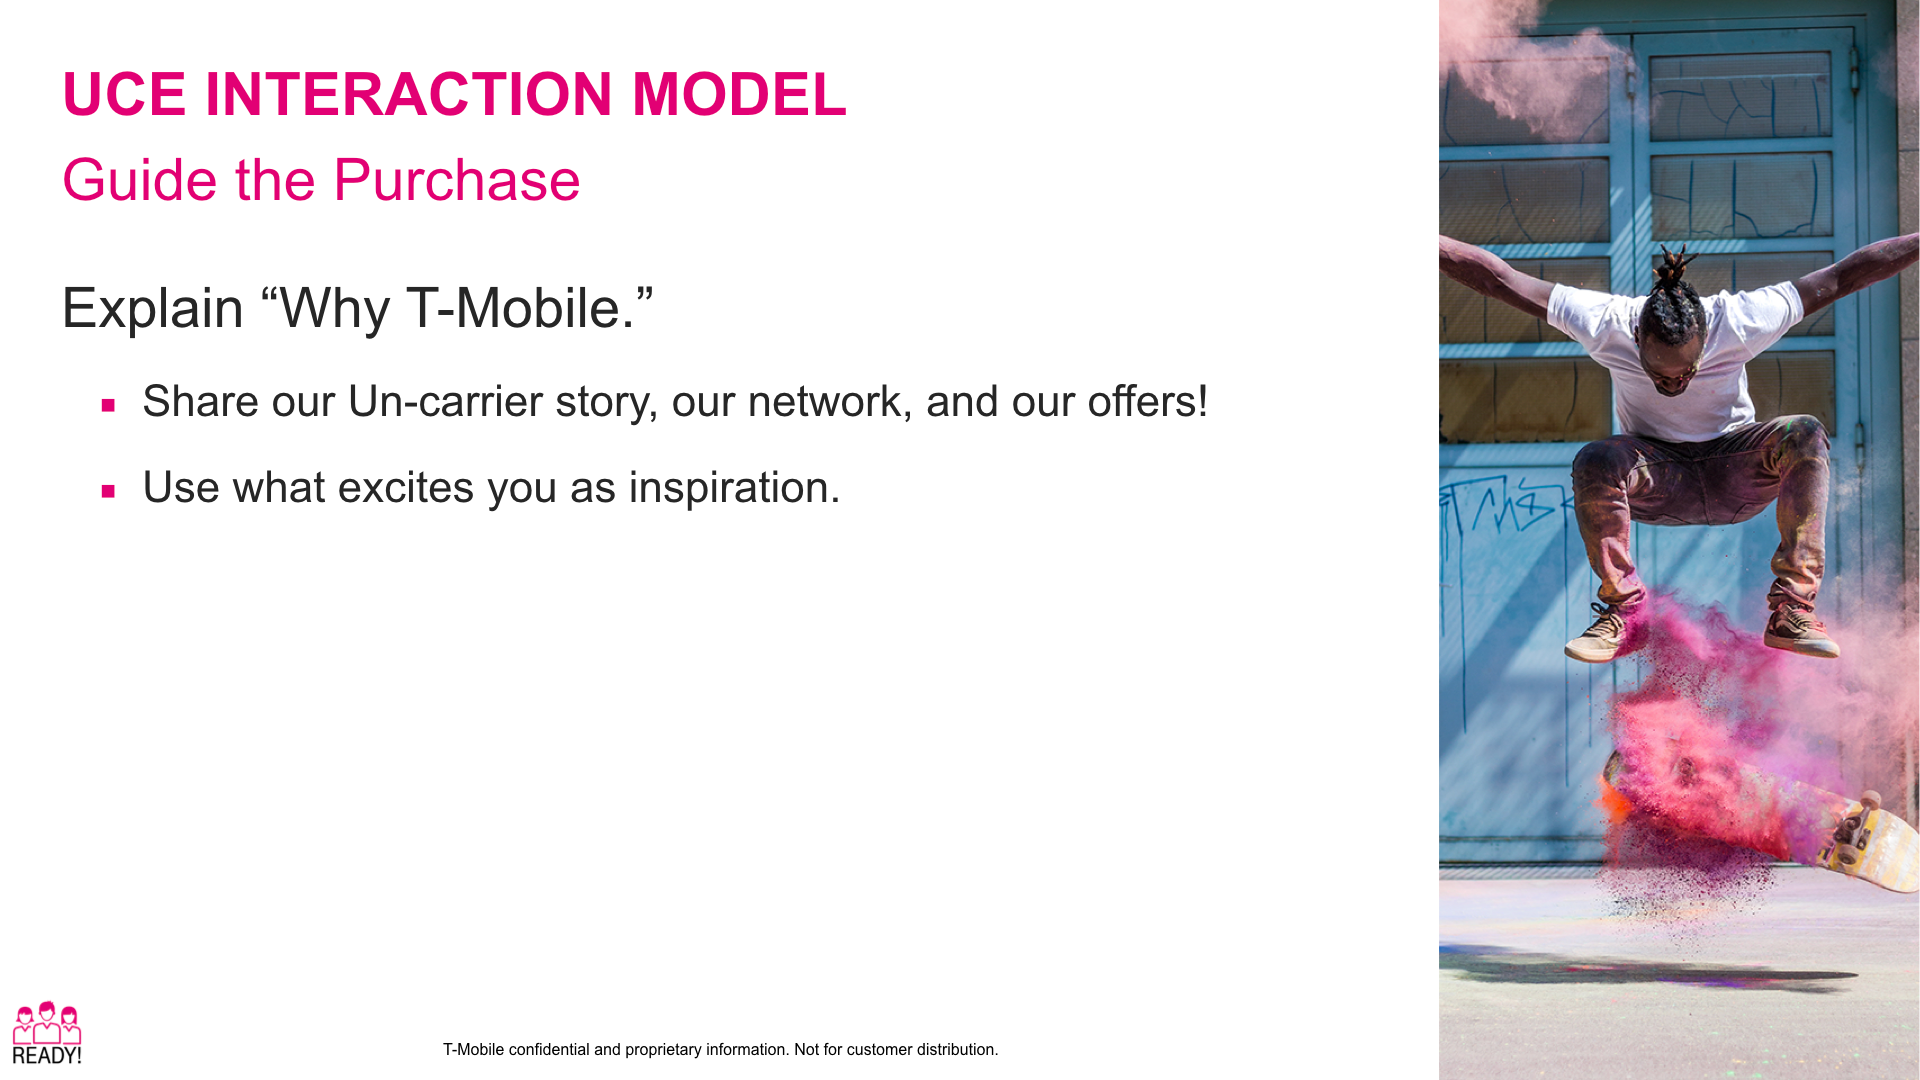 UCE INTERACTION MODEL
Guide the Purchase
Explain “Why T-Mobile.”
Share our Un-carrier story, our network, and our offers!
Use what excites you as inspiration.
READY!
T-Mobile confidential and proprietary information. Not for customer distribution.